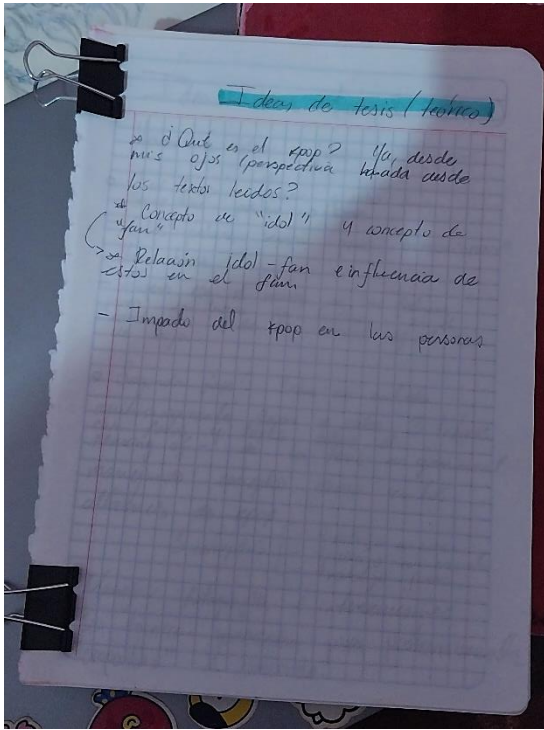 Ideas de tesis (teórico)
* ¿Qué es el kpop? Ya, desde
mis ojos (perspectiva basada desde
los textos leídos?
* Concepto de "idol" y concepto de
"fan"
* Relación idol-fan e influencia de
estos en el fan
- Impacto del kpop en las personas